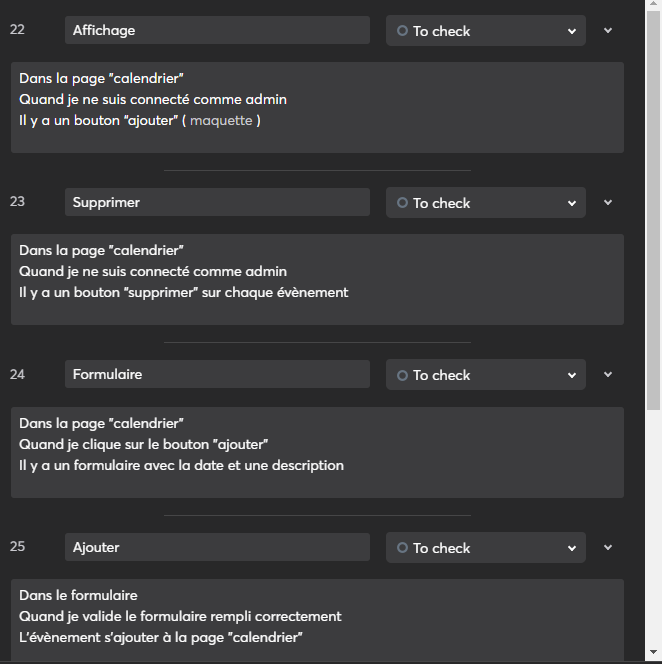 22 Affichage To check
Dans la page "calendrier"
Quand je ne suis connecté comme admin
Il y a un bouton "ajouter" ( maquette )
23 Supprimer To check
Dans la page "calendrier"
Quand je ne suis connecté comme admin
Il y a un bouton "supprimer" sur chaque évènement
24 Formulaire To check
Dans la page "calendrier"
Quand je clique sur le bouton "ajouter"
Il y a un formulaire avec la date et une description
25 Ajouter To check
Dans le formulaire
Quand je valide le formulaire rempli correctement
L'évènement s'ajouter à la page "calendrier"